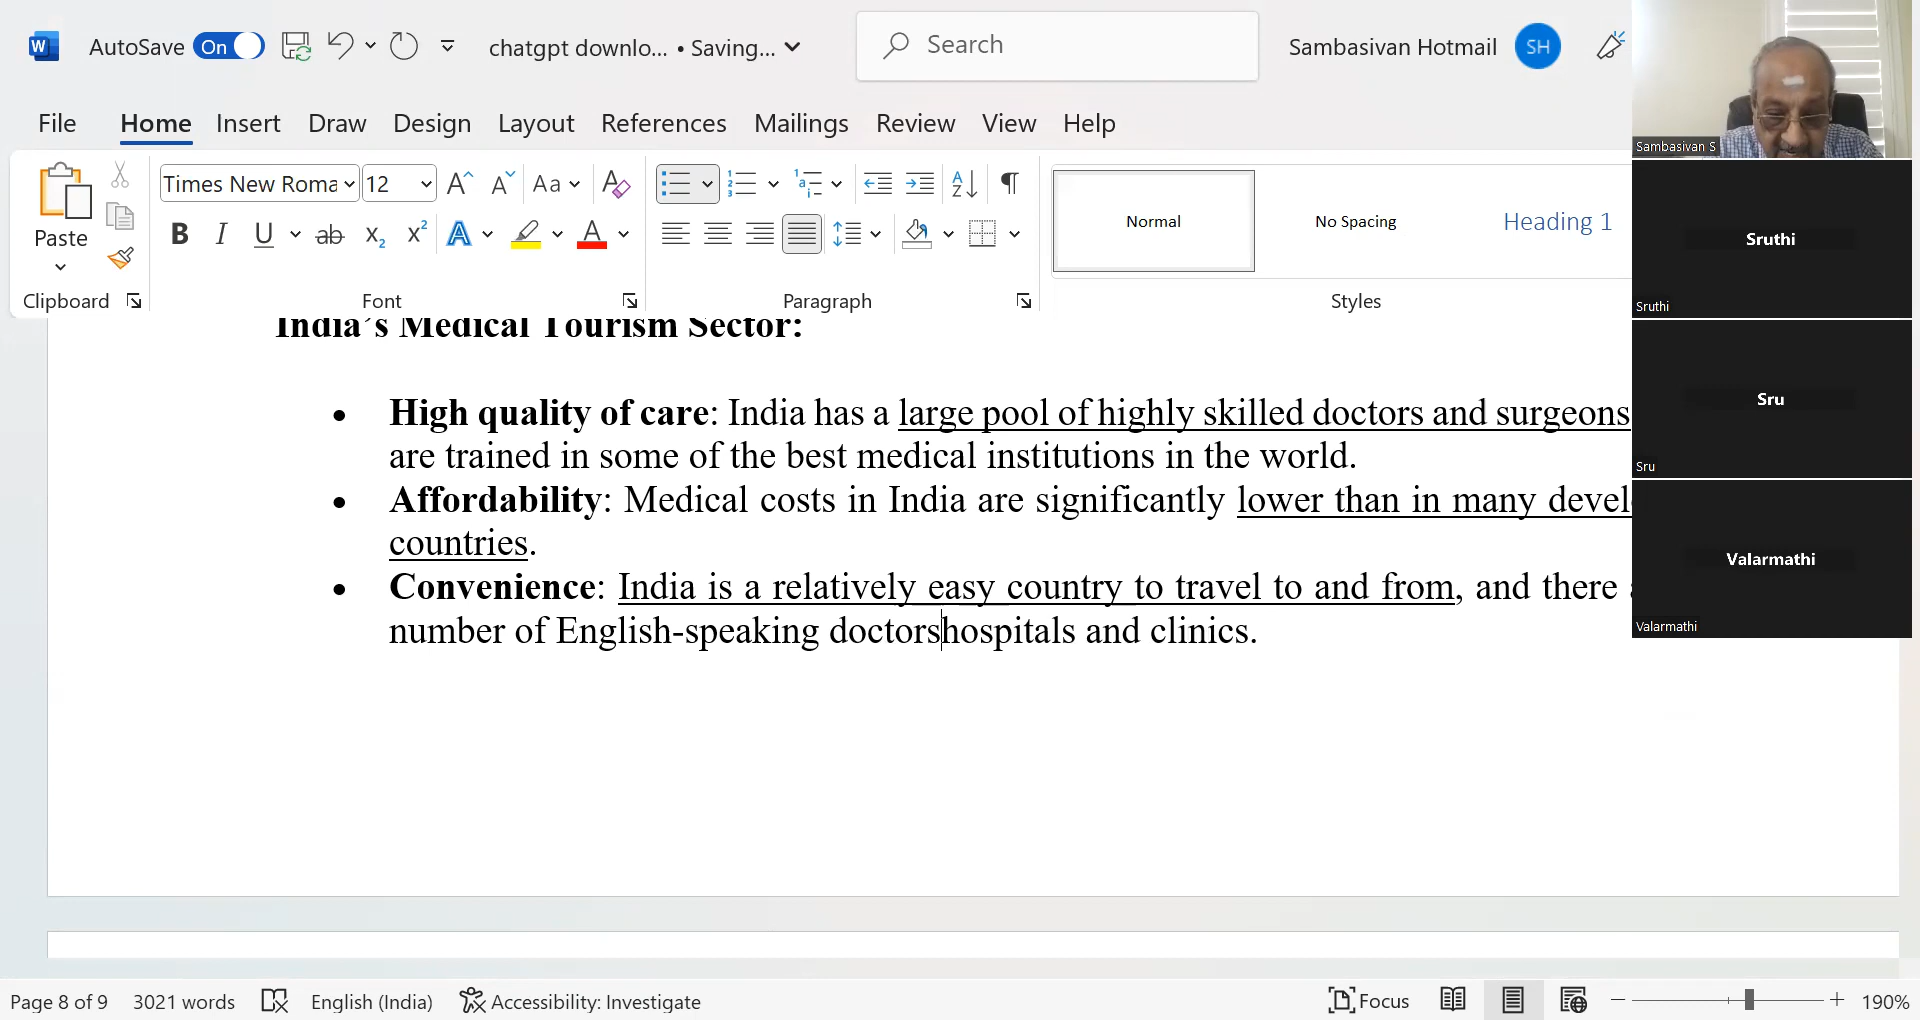 AutoSave On chatgpt downlo... • Saving... Search Sambasivan Hotmail SH
File Home Insert Draw Design Layout References Mailings Review View Help
Paste
Clipboard
Times New Roma 12
Font
Paragraph
Normal No Spacing Heading 1
Styles
India's Medical Tourism Sector:
• High quality of care: India has a large pool of highly skilled doctors and surgeons
are trained in some of the best medical institutions in the world.
• Affordability: Medical costs in India are significantly lower than in many devel
countries.
• Convenience: India is a relatively easy country to travel to and from, and there
number of English-speaking doctorshospitals and clinics.
Sambasivan S
Sruthi
Sruthi
Sru
Sru
Valarmathi
Valarmathi
Page 8 of 9 3021 words English (India) Accessibility: Investigate Focus 190%